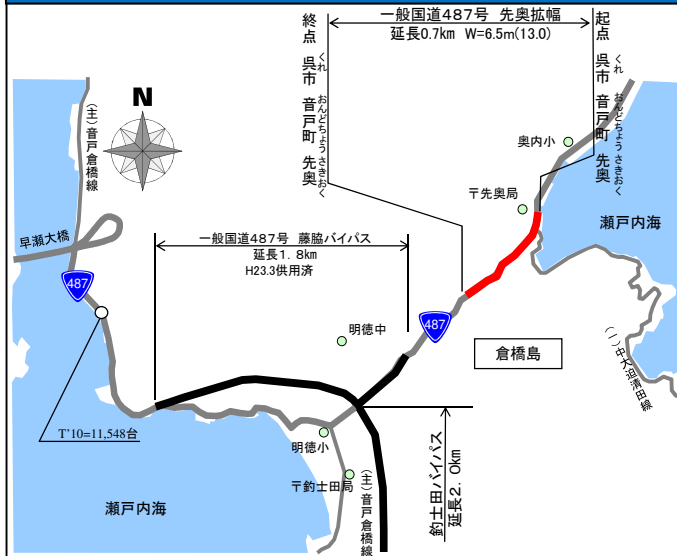 一般国道487号 先奥拡幅
延長0.7km W=6.5m(13.0)
終点 呉市 音戸町 先奥
くれ おんどちょう さきおく
起点 呉市 音戸町 先奥
くれ おんどちょう さきおく
(主)音戸倉橋線
N
奥内小
〒先奥局
瀬戸内海
早瀬大橋
一般国道487号 藤脇バイパス
延長1.8km
H23.3供用済
487
487
明徳中
倉橋島
(一)中大迫清田線
T'10=11,548台
明徳小
〒釣士田局
(主)音戸倉橋線
釣士田バイパス
延長2.0km
瀬戸内海